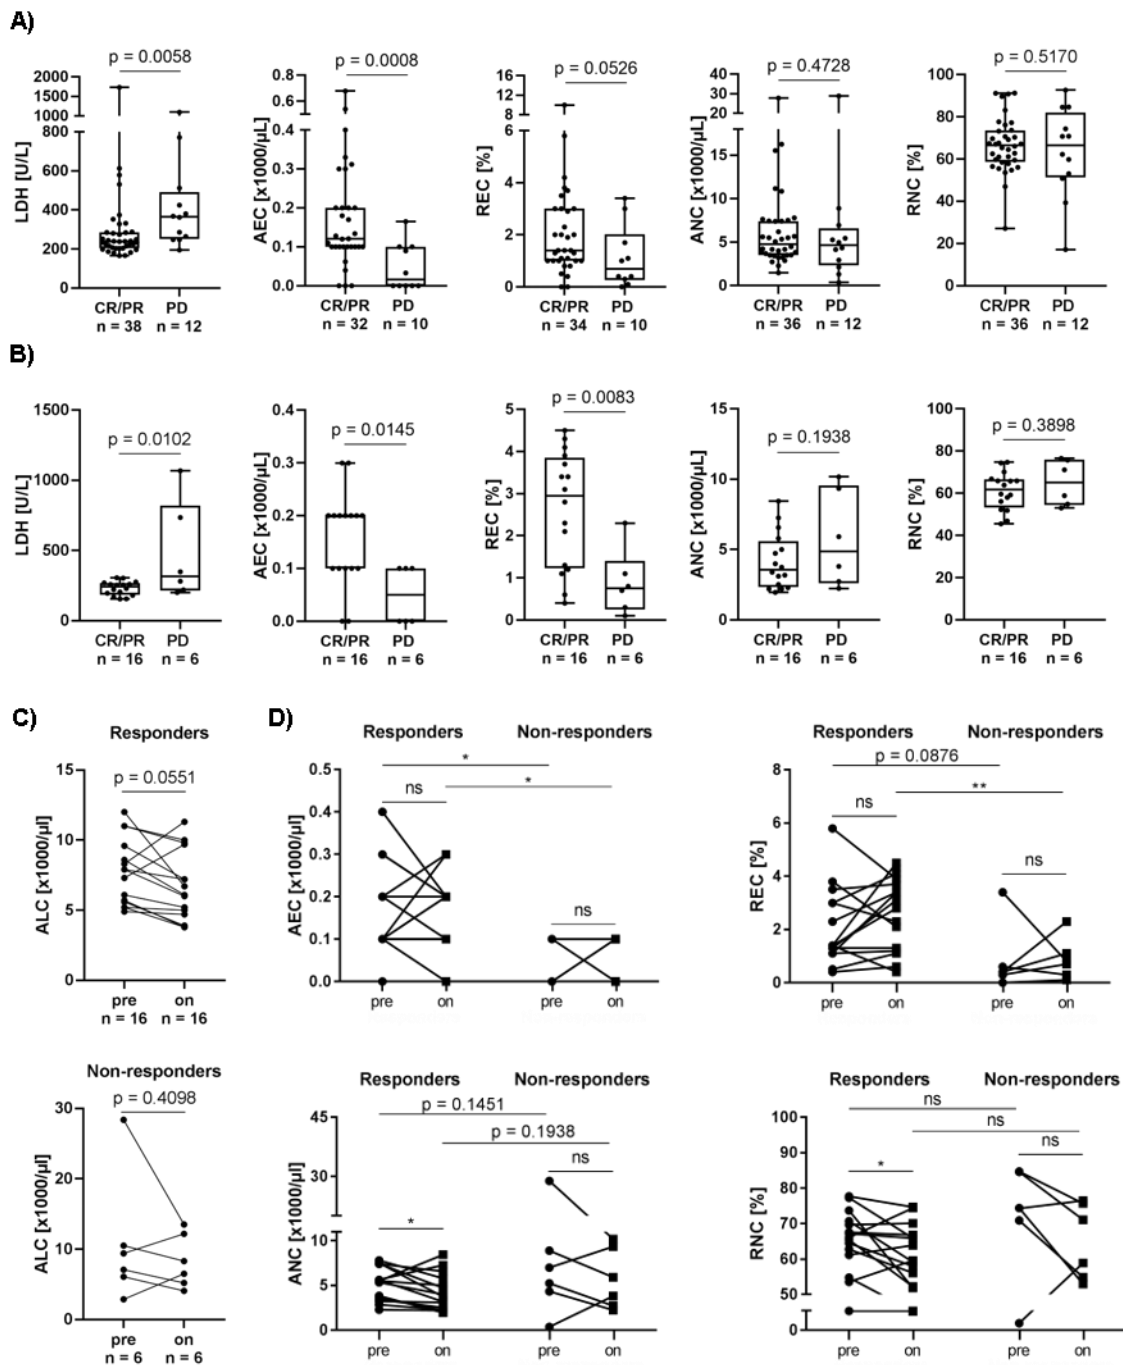 A)
p = 0.0058
LDH [U/L]
2000
1500
1000
800
600
400
200
0
CR/PR
n = 38
PD
n = 12
p = 0.0008
AEC [x1000/µL]
0.8
0.6
0.4
0.3
0.2
0.1
0.0
CR/PR
n = 32
PD
n = 10
p = 0.0526
REC [%]
16
12
8
6
4
2
0
CR/PR
n = 34
PD
n = 10
p = 0.4728
ANC [x1000/µL]
40
30
20
15
10
5
0
CR/PR
n = 36
PD
n = 12
p = 0.5170
RNC [%]
100
80
60
40
20
0
CR/PR
n = 36
PD
n = 12
B)
p = 0.0102
LDH [U/L]
1500
1000
500
0
CR/PR
n = 16
PD
n = 6
p = 0.0145
AEC [x1000/µL]
0.4
0.3
0.2
0.1
0.0
CR/PR
n = 16
PD
n = 6
p = 0.0083
REC [%]
5
4
3
2
1
0
CR/PR
n = 16
PD
n = 6
p = 0.1938
ANC [x1000/µL]
15
10
5
0
CR/PR
n = 16
PD
n = 6
p = 0.3898
RNC [%]
100
80
60
40
20
0
CR/PR
n = 16
PD
n = 6
C)
Responders
p = 0.0551
ALC [x1000/µl]
15
10
5
0
pre
n = 16
on
n = 16
Non-responders
p = 0.4098
ALC [x1000/µl]
30
20
10
0
pre
n = 6
on
n = 6
D)
Responders
Non-responders
*
*
ns
ns
AEC [x1000/µl]
0.5
0.4
0.3
0.2
0.1
0.0
pre
on
pre
on
Responders
Non-responders
p = 0.0876
**
ns
ns
REC [%]
8
6
4
2
0
pre
on
pre
on
Responders
Non-responders
p = 0.1451
p = 0.1938
ns
*
ANC [x1000/µl]
45
30
10
5
0
pre
on
pre
on
Responders
Non-responders
ns
ns
ns
*
RNC [%]
100
90
80
70
60
50
0
pre
on
pre
on